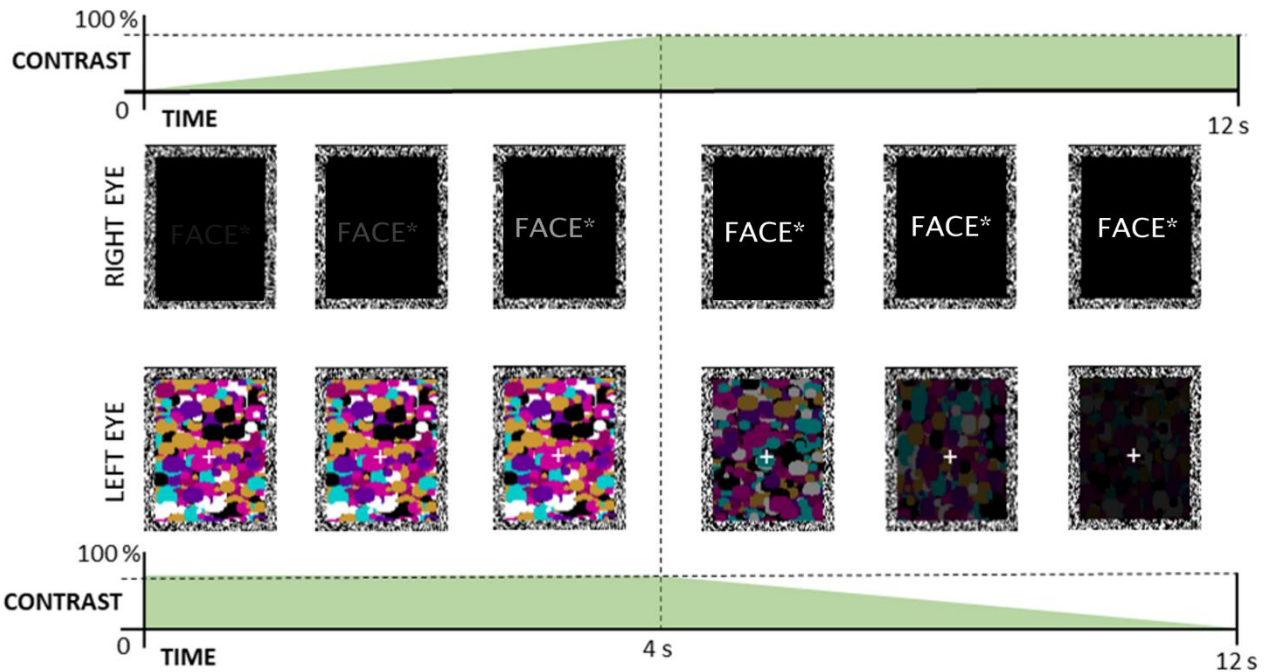 100 %
CONTRAST
0
TIME
12 s
RIGHT EYE
FACE*
FACE*
FACE*
FACE*
FACE*
FACE*
LEFT EYE
100 %
CONTRAST
0
TIME
4 s
12 s